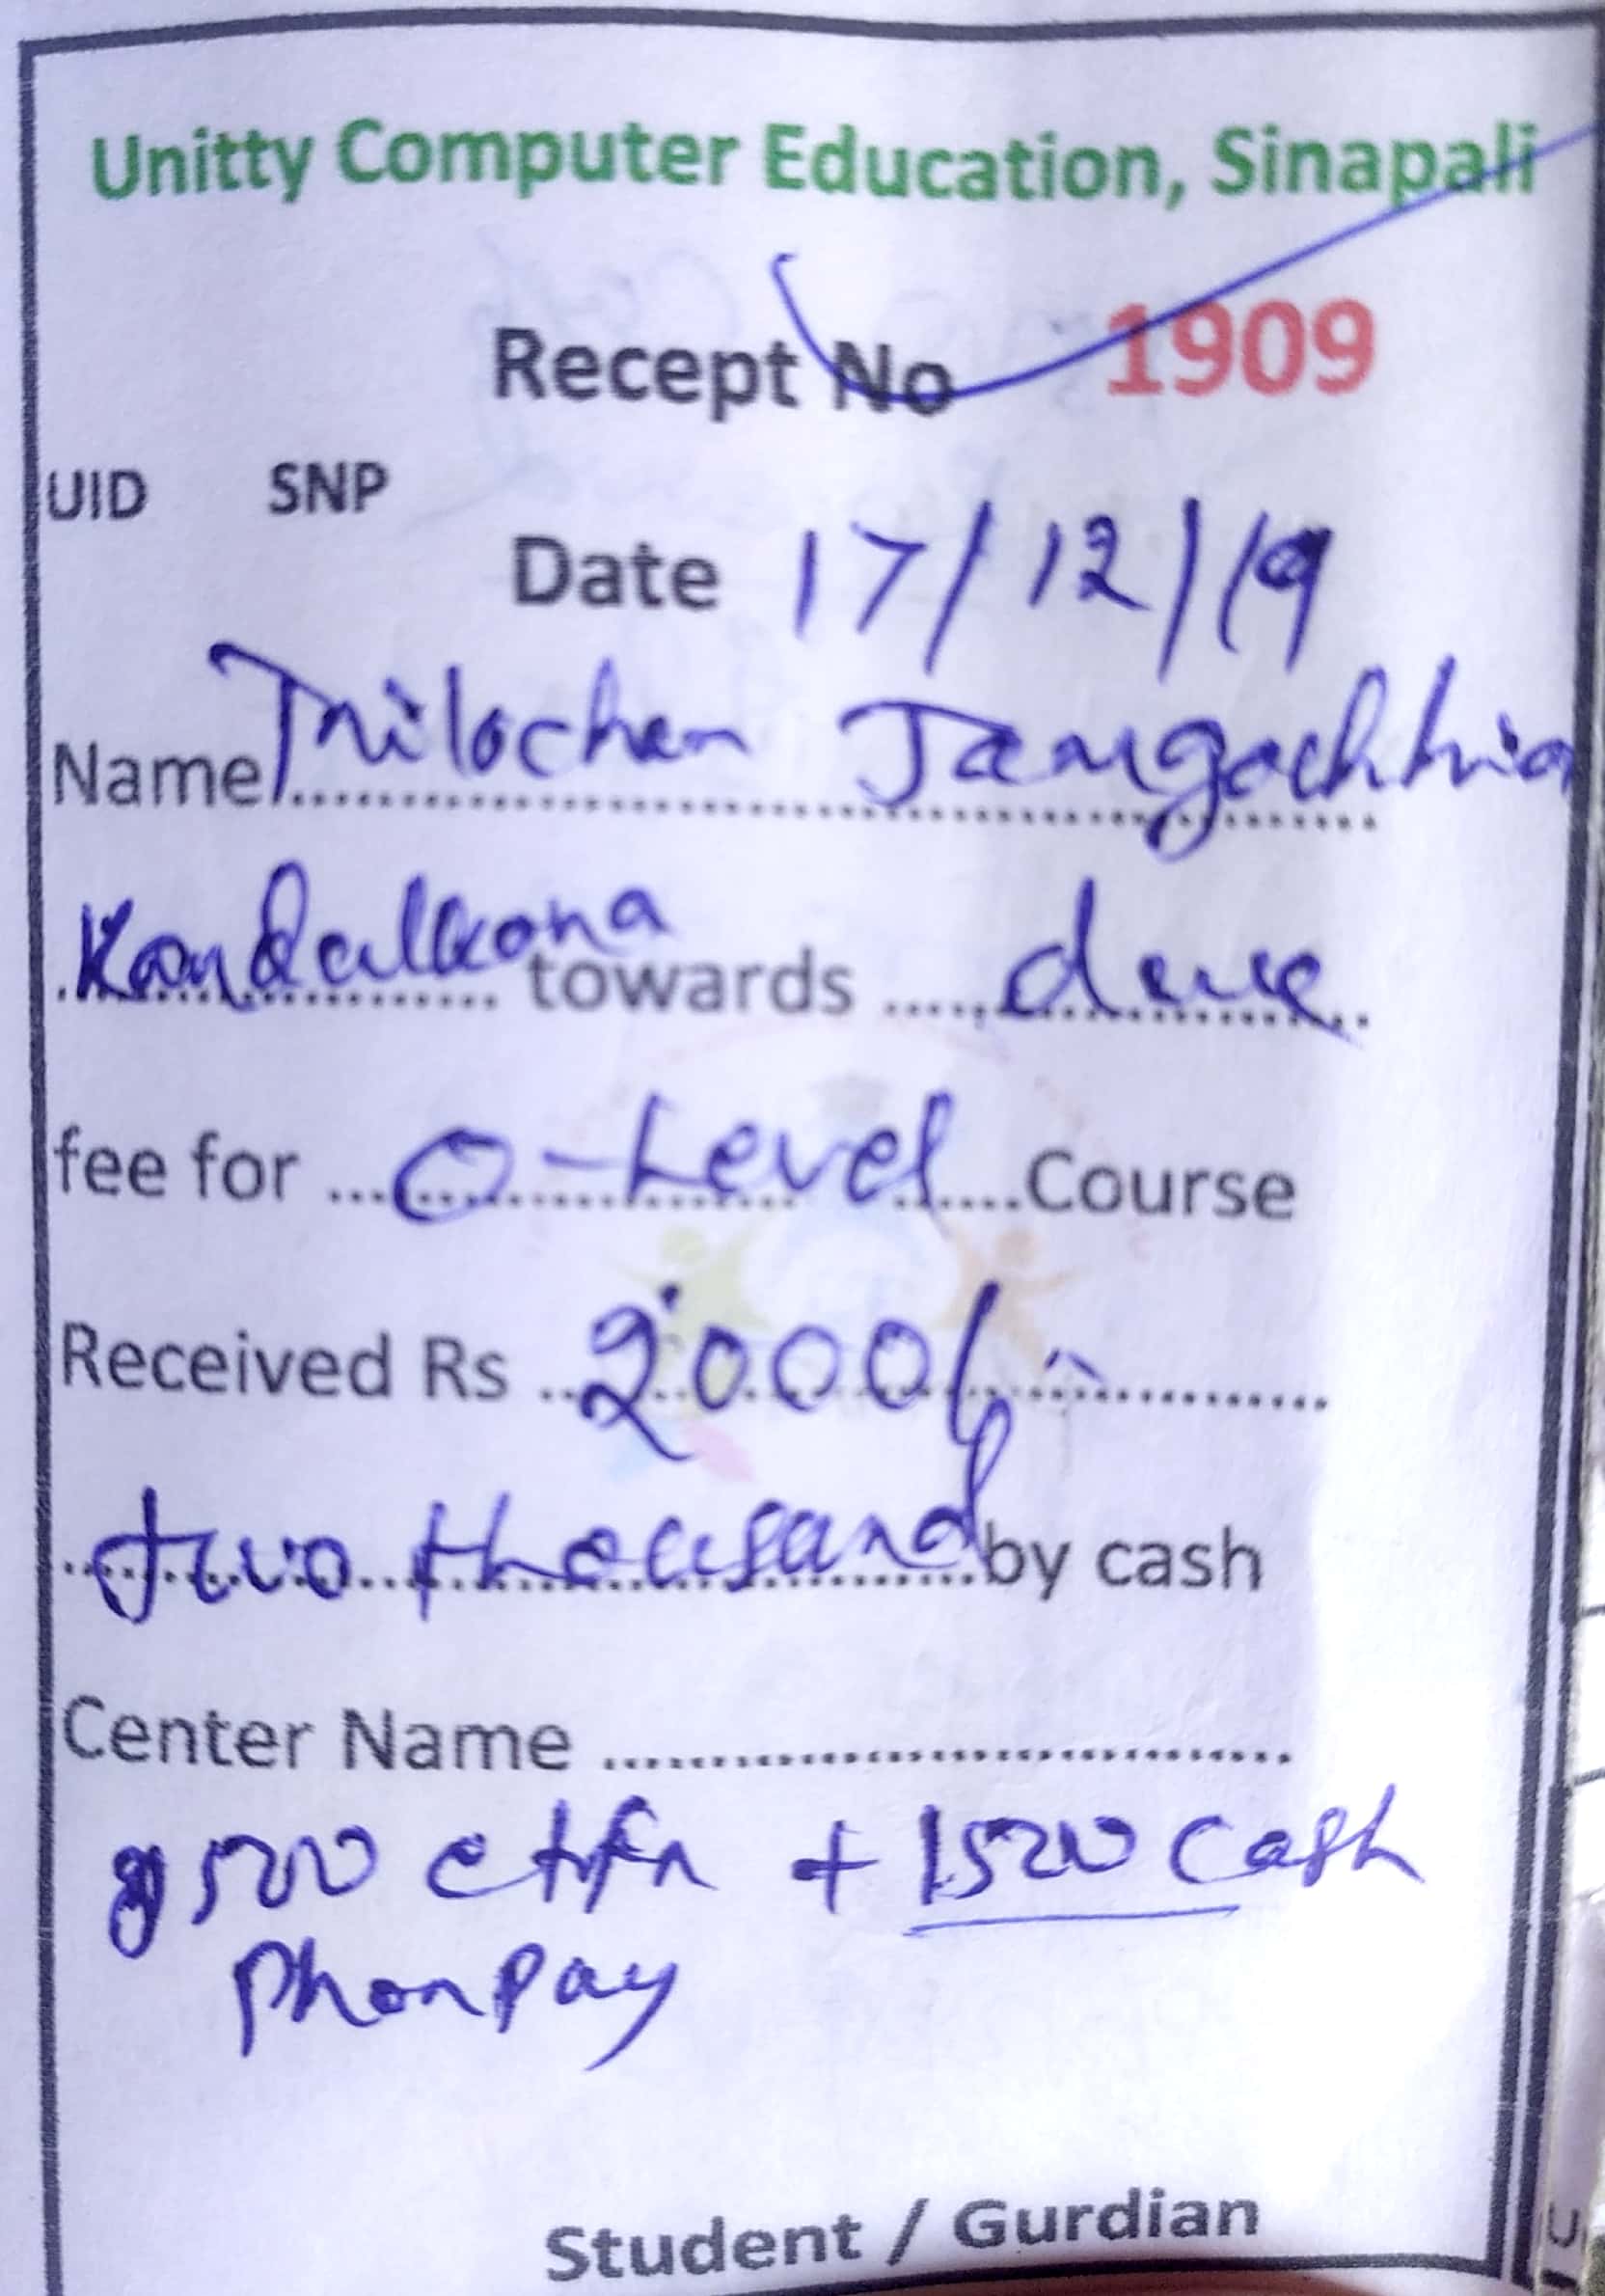 Unitty Computer Education, Sinapali
Recept No 1909
UID SNP
Date 17/12/19
Name Trilochan Jamgachhia
Kandalkona towards due
fee for O-Level Course
Received Rs 2000/-
two thousand by cash
Center Name
500 + 1500 Cash
Phonpay
Student / Gurdian